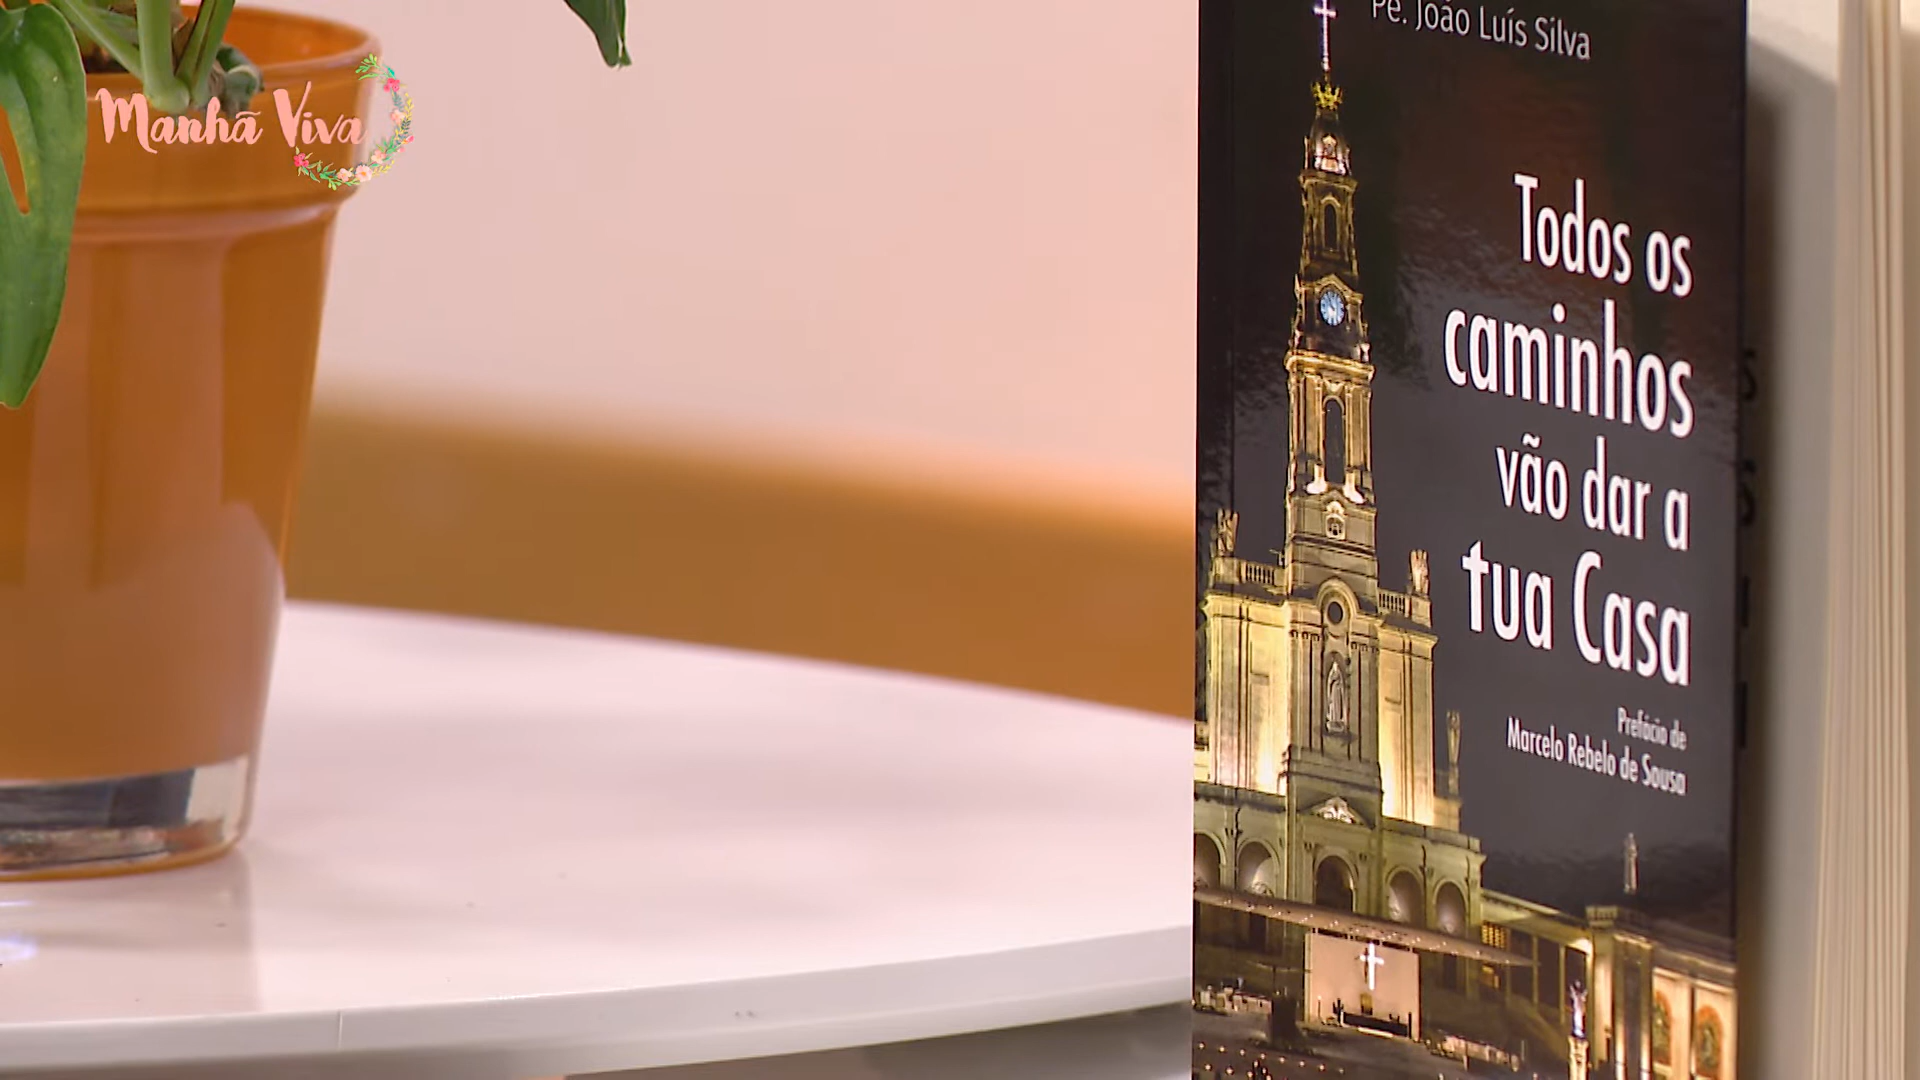 Manhã Viva
Pe. João Luís Silva
Todos os
caminhos
vão dar a
tua Casa
Prefácio de
Marcelo Rebelo de Sousa